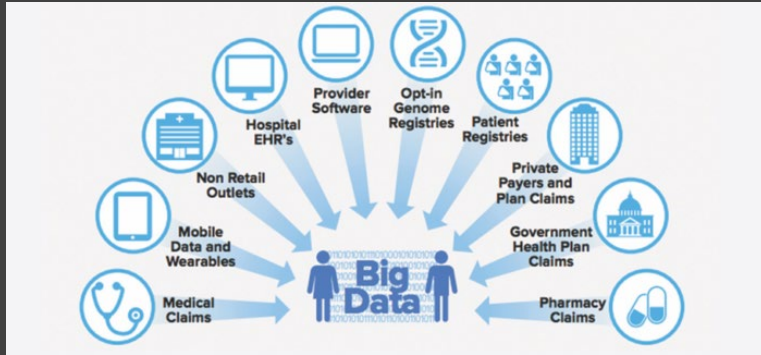 Medical
Claims
Mobile
Data and
Wearables
Non Retail
Outlets
Hospital
EHR's
Provider
Software
Opt-in
Genome
Registries
Patient
Registries
Private
Payers and
Plan Claims
Government
Health Plan
Claims
Pharmacy
Claims
Big
Data